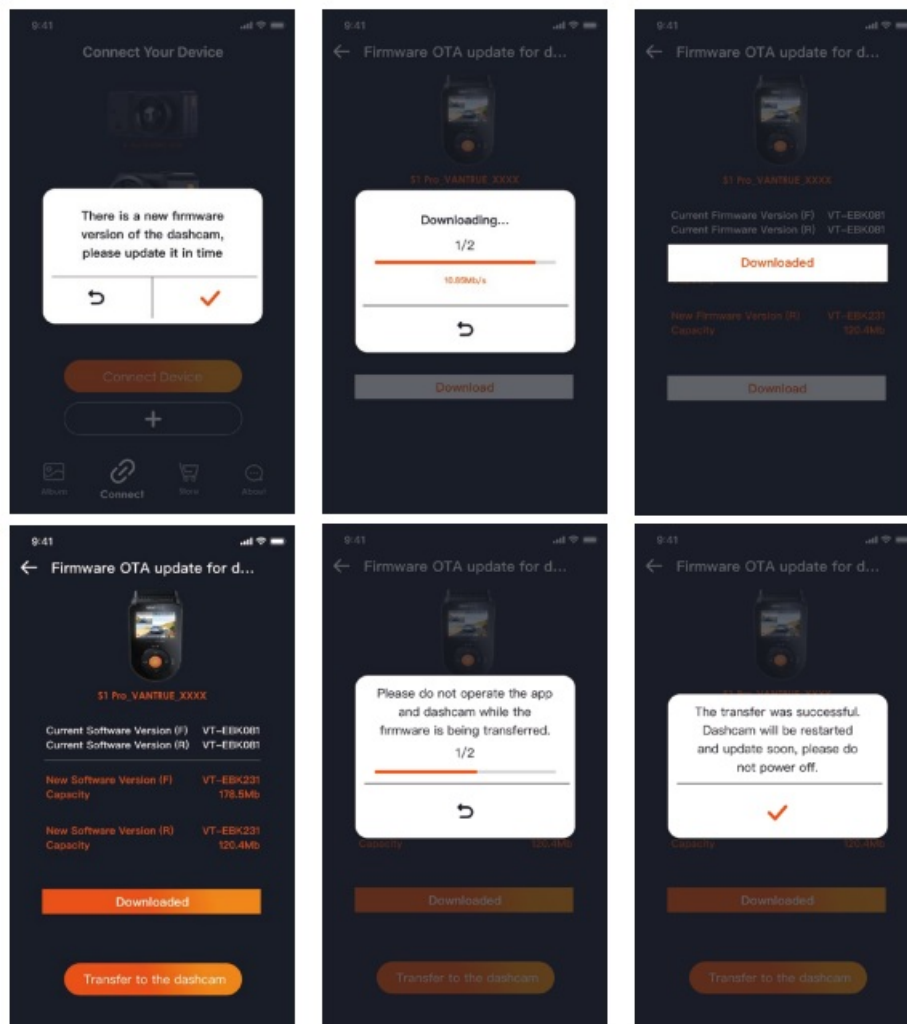 9:41
Connect Your Device
There is a new firmware
version of the dashcam,
please update it in time
Connect Device
+
Album
Connect
Store
About
9:41
Firmware OTA update for d...
S1 Pro_VANTRUE_XXXX
Downloading...
1/2
10.85Mb/s
Download
9:41
Firmware OTA update for d...
S1 Pro_VANTRUE_XXXX
Current Firmware Version (F) VT-EBK081
Current Firmware Version (R) VT-EBK081
Downloaded
New Firmware Version (R) VT-EBK231
Capacity 120.4Mb
Download
9:41
Firmware OTA update for d...
S1 Pro_VANTRUE_XXXX
Current Software Version (F) VT-EBK081
Current Software Version (R) VT-EBK081
New Software Version (F) VT-EBK231
Capacity 178.5Mb
New Software Version (R) VT-EBK231
Capacity 120.4Mb
Downloaded
Transfer to the dashcam
9:41
Firmware OTA update for d...
Please do not operate the app
and dashcam while the
firmware is being transferred.
1/2
Capacity 120.4Mb
Downloaded
Transfer to the dashcam
9:41
Firmware OTA update for d...
The transfer was successful.
Dashcam will be restarted
and update soon, please do
not power off.
Capacity 120.4Mb
Downloaded
Transfer to the dashcam